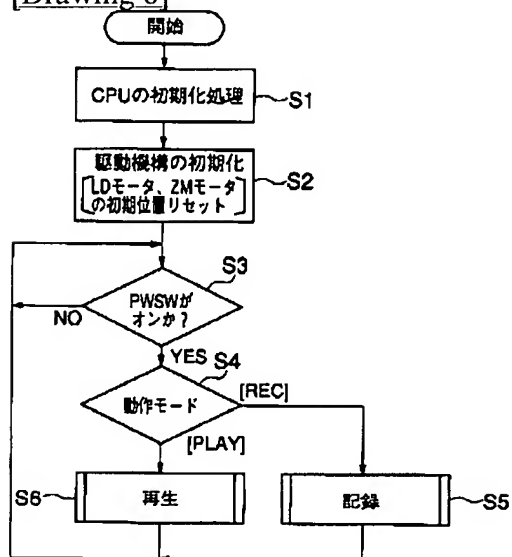 [Drawing 6]
開始
CPUの初期化処理
S1
駆動機構の初期化
LDモータ、ZMモータ
の初期位置リセット
S2
S3
PWSWが
オンか?
NO
YES
S4
動作モード
[REC]
[PLAY]
S6
再生
記録
S5